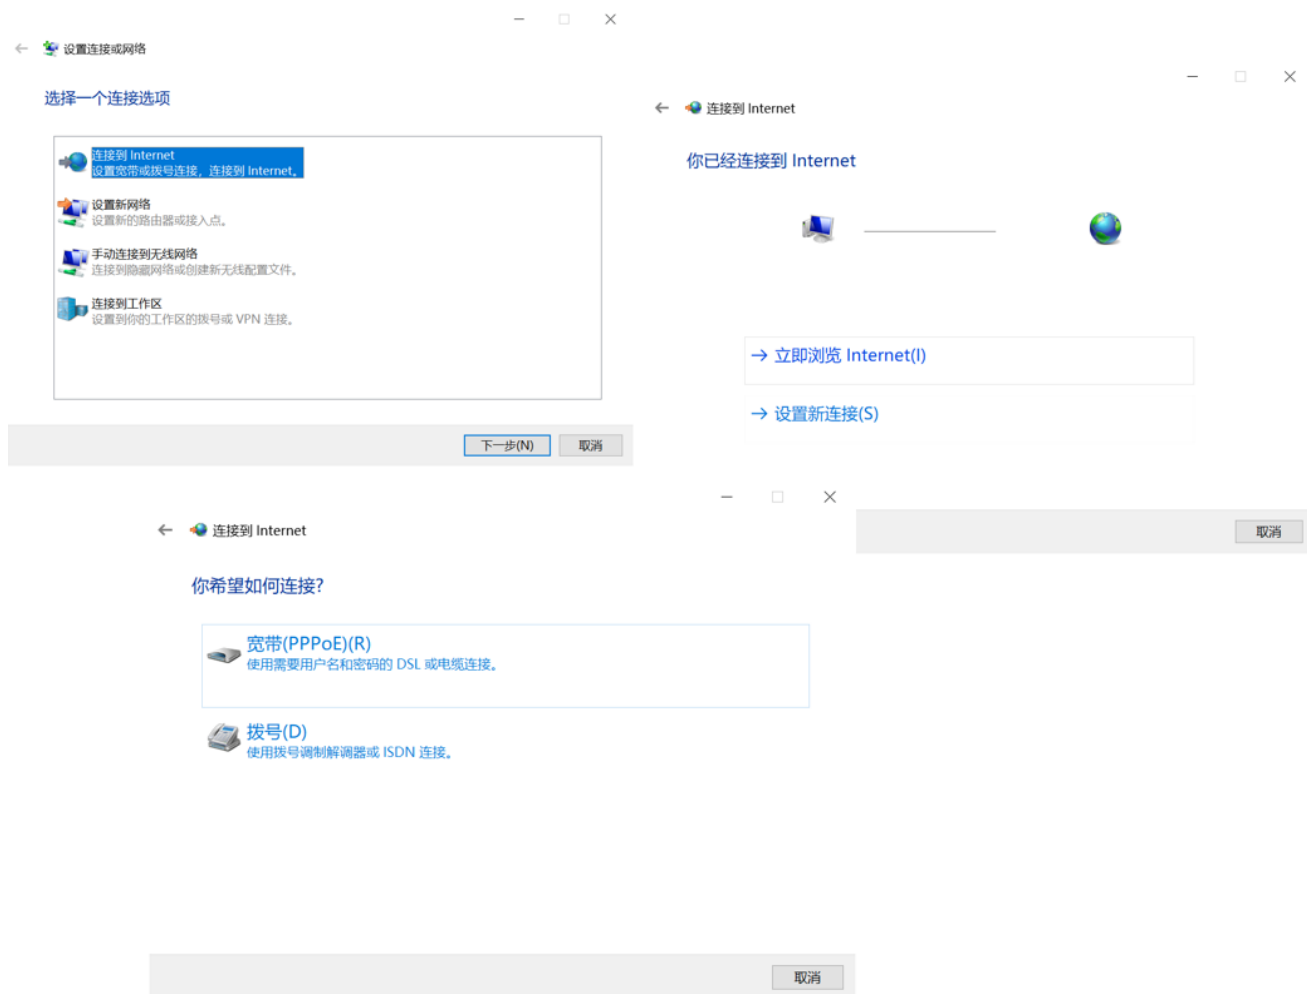 设置连接或网络
选择一个连接选项
连接到 Internet
设置宽带或拨号连接，连接到 Internet。
设置新网络
设置新的路由器或接入点。
手动连接到无线网络
连接到隐藏网络或创建新无线配置文件。
连接到工作区
设置到你的工作区的拨号或 VPN 连接。
下一步(N)
取消
连接到 Internet
你已经连接到 Internet
立即浏览 Internet(I)
设置新连接(S)
取消
连接到 Internet
你希望如何连接?
宽带(PPPoE)(R)
使用需要用户名和密码的 DSL 或电缆连接。
拨号(D)
使用拨号调制解调器或 ISDN 连接。
取消